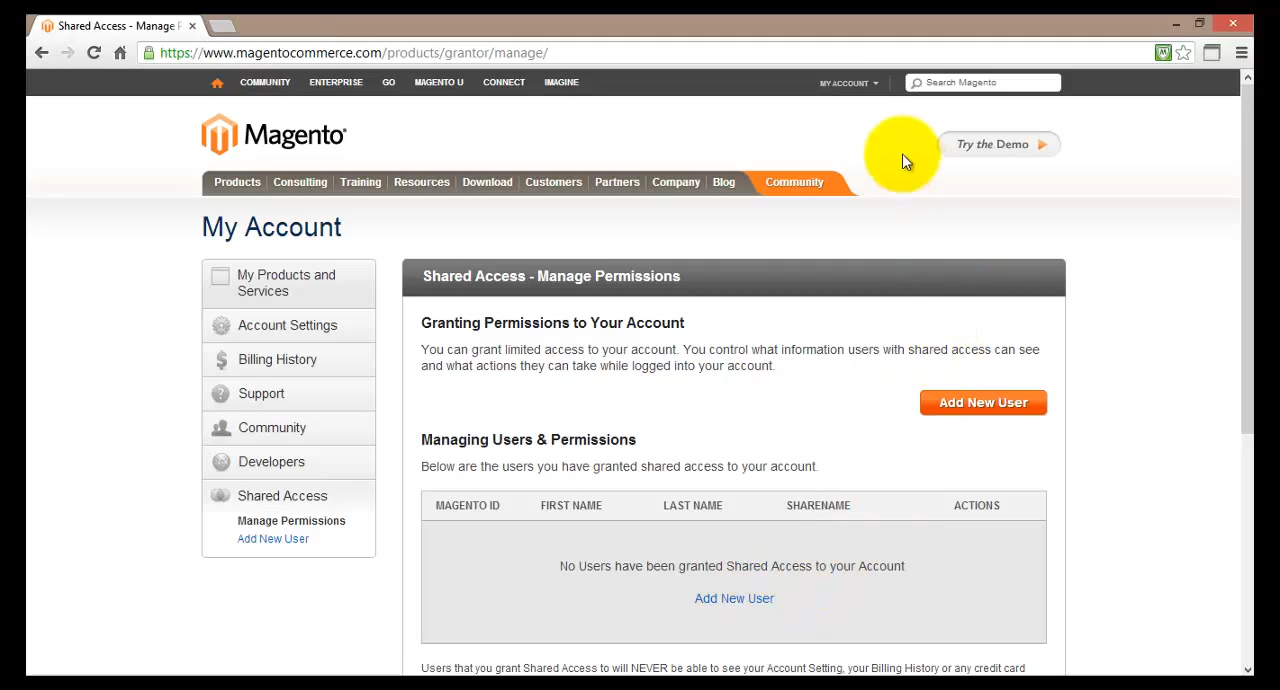 Shared Access - Manage P
https://www.magentocommerce.com/products/grantor/manage/
COMMUNITY ENTERPRISE GO MAGENTO U CONNECT IMAGINE MY ACCOUNT Search Magento
Magento
Try the Demo
Products Consulting Training Resources Download Customers Partners Company Blog Community
My Account
My Products and
Services
Account Settings
Billing History
Support
Community
Developers
Shared Access
Manage Permissions
Add New User
Shared Access - Manage Permissions
Granting Permissions to Your Account
You can grant limited access to your account. You control what information users with shared access can see
and what actions they can take while logged into your account.
Add New User
Managing Users & Permissions
Below are the users you have granted shared access to your account.
MAGENTO ID FIRST NAME LAST NAME SHARENAME ACTIONS
No Users have been granted Shared Access to your Account
Add New User
Users that you grant Shared Access to will NEVER be able to see your Account Setting, your Billing History or any credit card